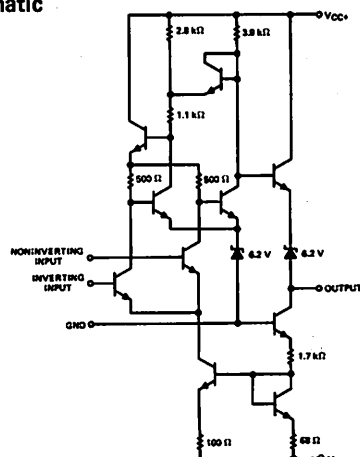 matic
2.8 kΩ
3.9 kΩ
VCC+
1.1 kΩ
500 Ω
500 Ω
NONINVERTING
INPUT
6.2 V
6.2 V
INVERTING
INPUT
OUTPUT
GND
1.7 kΩ
100 Ω
68 Ω